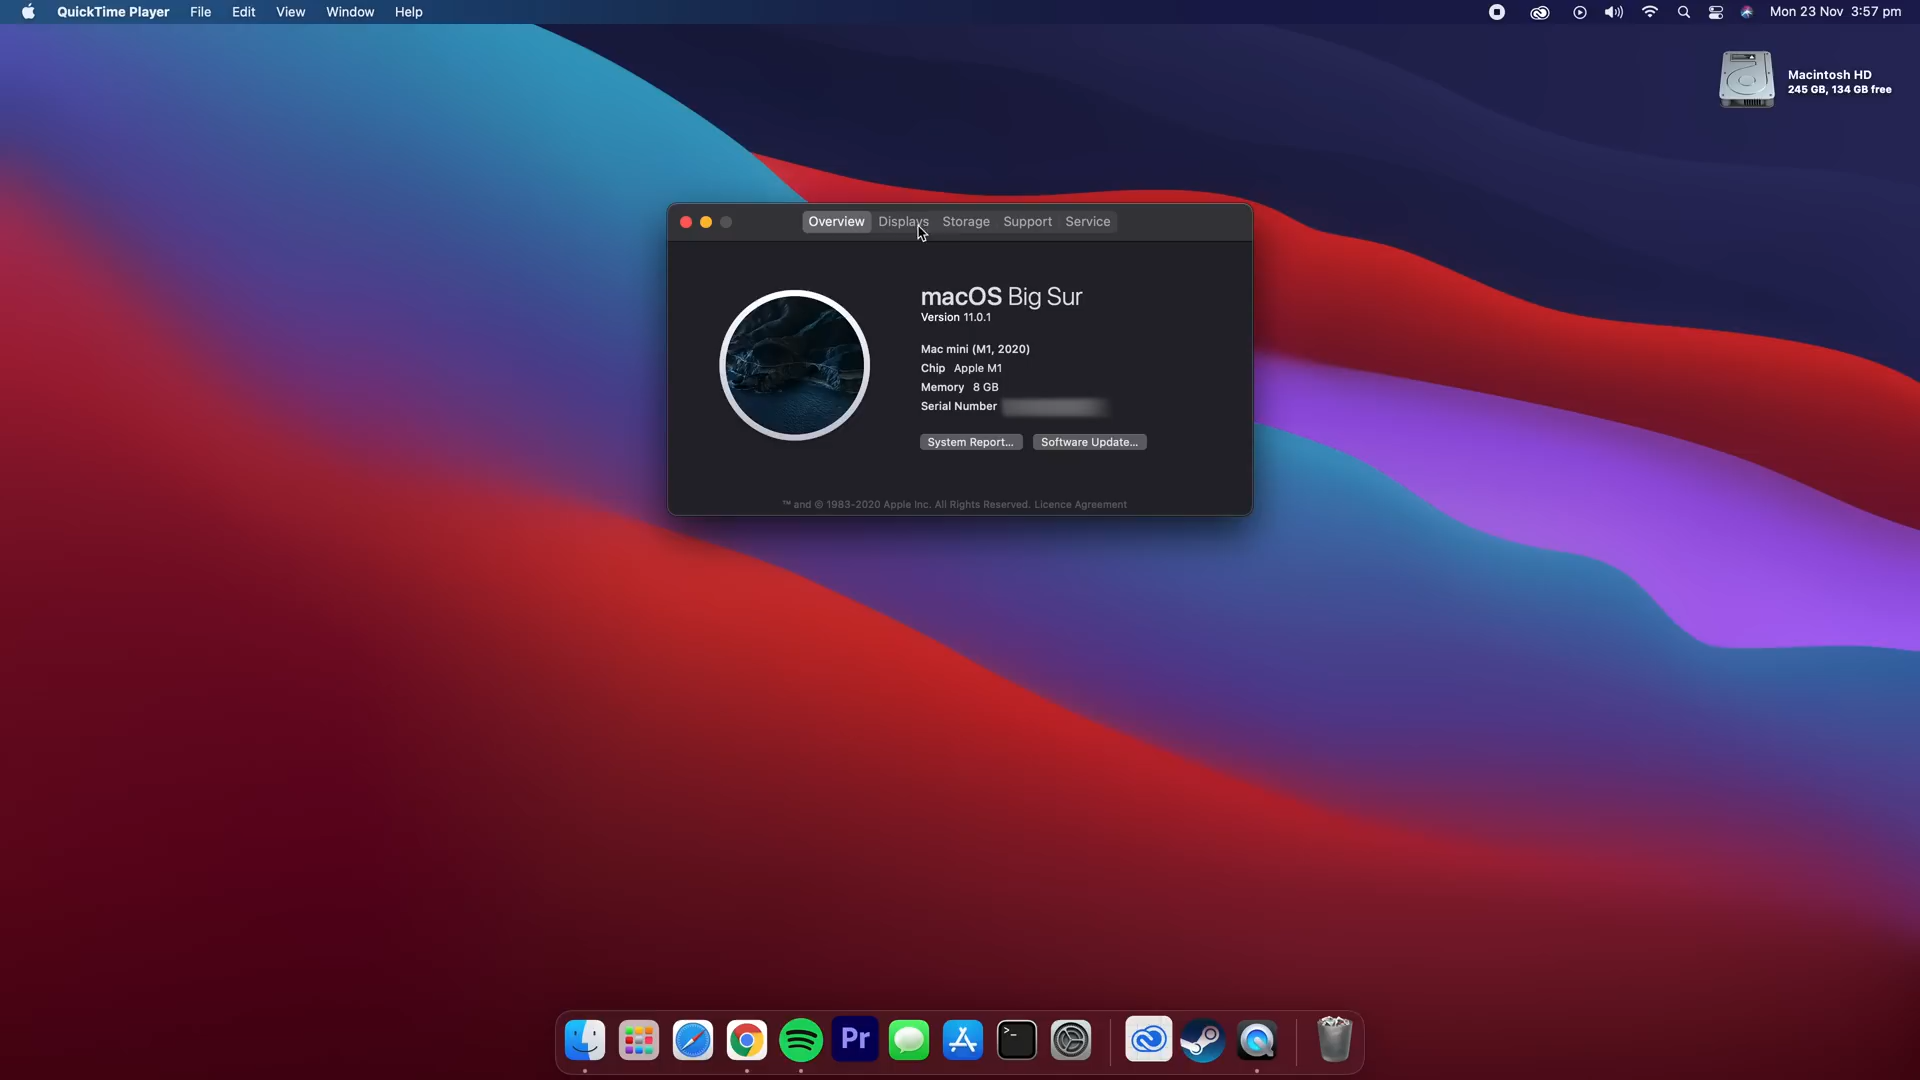 QuickTime Player File Edit View Window Help
Mon 23 Nov 3:57 pm
Macintosh HD
245 GB, 134 GB free
Overview Displays Storage Support Service
macOS Big Sur
Version 11.0.1
Mac mini (M1, 2020)
Chip Apple M1
Memory 8 GB
Serial Number
System Report... Software Update...
™ and © 1983-2020 Apple Inc. All Rights Reserved. Licence Agreement
Pr
>_